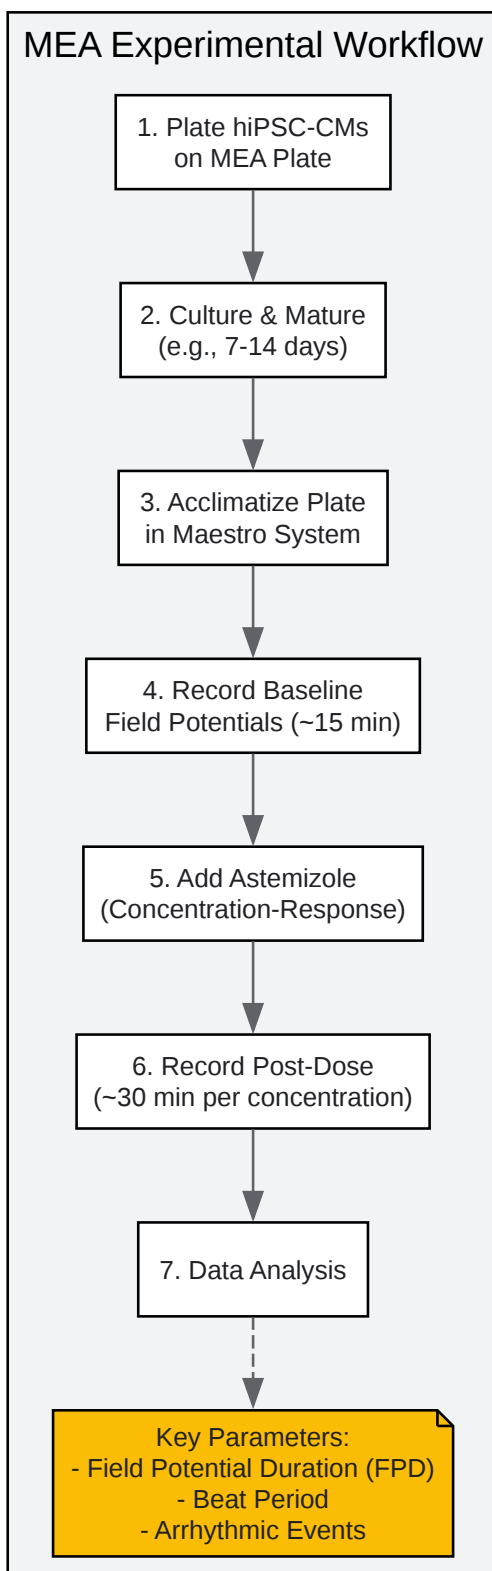 MEA Experimental Workflow
1. Plate hiPSC-CMs
on MEA Plate
2. Culture & Mature
(e.g., 7-14 days)
3. Acclimatize Plate
in Maestro System
4. Record Baseline
Field Potentials (~15 min)
5. Add Astemizole
(Concentration-Response)
6. Record Post-Dose
(~30 min per concentration)
7. Data Analysis
Key Parameters:
- Field Potential Duration (FPD)
- Beat Period
- Arrhythmic Events